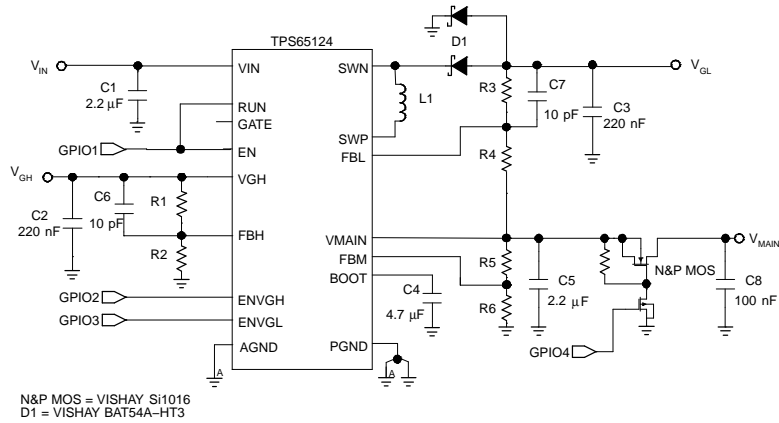 TPS65124
D1
V_IN
VIN
SWN
V_GL
C1
2.2 μF
R3
C7
L1
RUN
GATE
10 pF
C3
220 nF
SWP
GPIO1
EN
FBL
R4
V_GH
VGH
C6
R1
C2
220 nF
10 pF
FBH
R2
VMAIN
V_MAIN
FBM
R5
C5
2.2 μF
N&P MOS
BOOT
C4
4.7 μF
R6
C8
100 nF
GPIO2
ENVGH
GPIO3
ENVGL
AGND
PGND
GPIO4
A
A
N&P MOS = VISHAY Si1016
D1 = VISHAY BAT54A–HT3